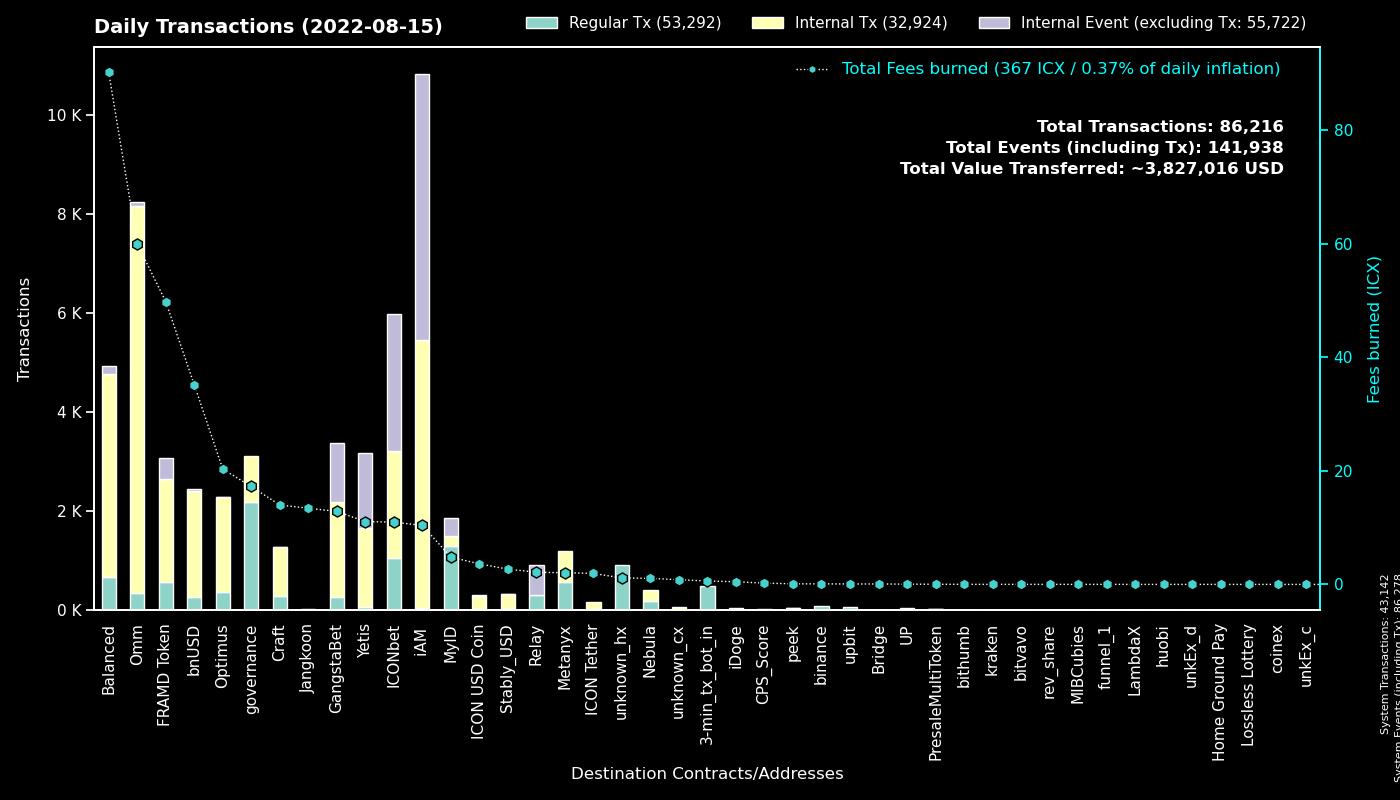 Daily Transactions (2022-08-15)
Regular Tx (53,292)
Internal Tx (32,924)
Internal Event (excluding Tx: 55,722)
Total Fees burned (367 ICX / 0.37% of daily inflation)
Total Transactions: 86,216
Total Events (including Tx): 141,938
Total Value Transferred: ~3,827,016 USD
Transactions
10 K
8 K
6 K
4 K
2 K
0 K
80
60
40
20
0
Fees burned (ICX)
Balanced
Omm
FRAMD Token
bnUSD
Optimus
governance
Craft
Jangkoon
GangstaBet
Yetis
ICONbet
iAM
MyID
ICON USD Coin
Stably_USD
Relay
Metanyx
ICON Tether
unknown_hx
Nebula
unknown_cx
3-min_tx_bot_in
iDoge
CPS_Score
peek
binance
upbit
Bridge
UP
PresaleMultiToken
bithumb
kraken
bitvavo
rev_share
MIBCubies
funnel_1
LambdaX
huobi
unkEx_d
Home Ground Pay
Lossless Lottery
coinex
unkEx_c
Destination Contracts/Addresses
System Transactions: 43,142
System Events (including Tx): 86,278